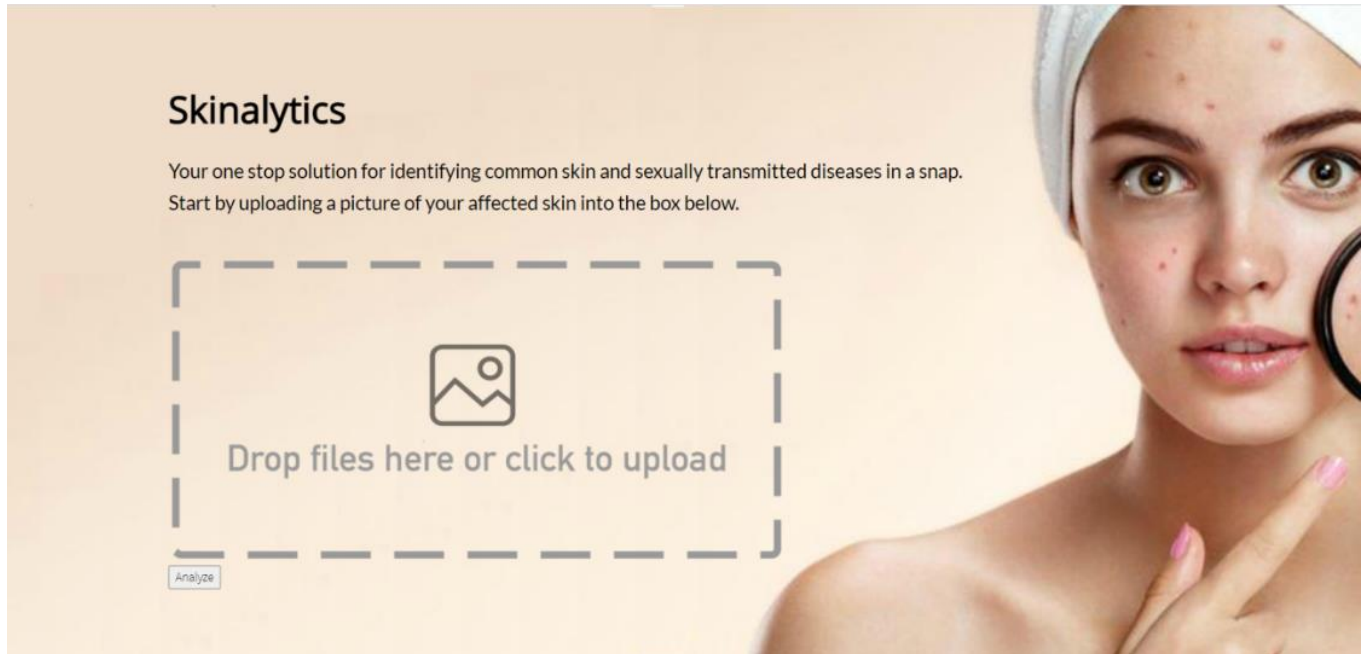 Skinalytics
Your one stop solution for identifying common skin and sexually transmitted diseases in a snap.
Start by uploading a picture of your affected skin into the box below.
Drop files here or click to upload
Analyze